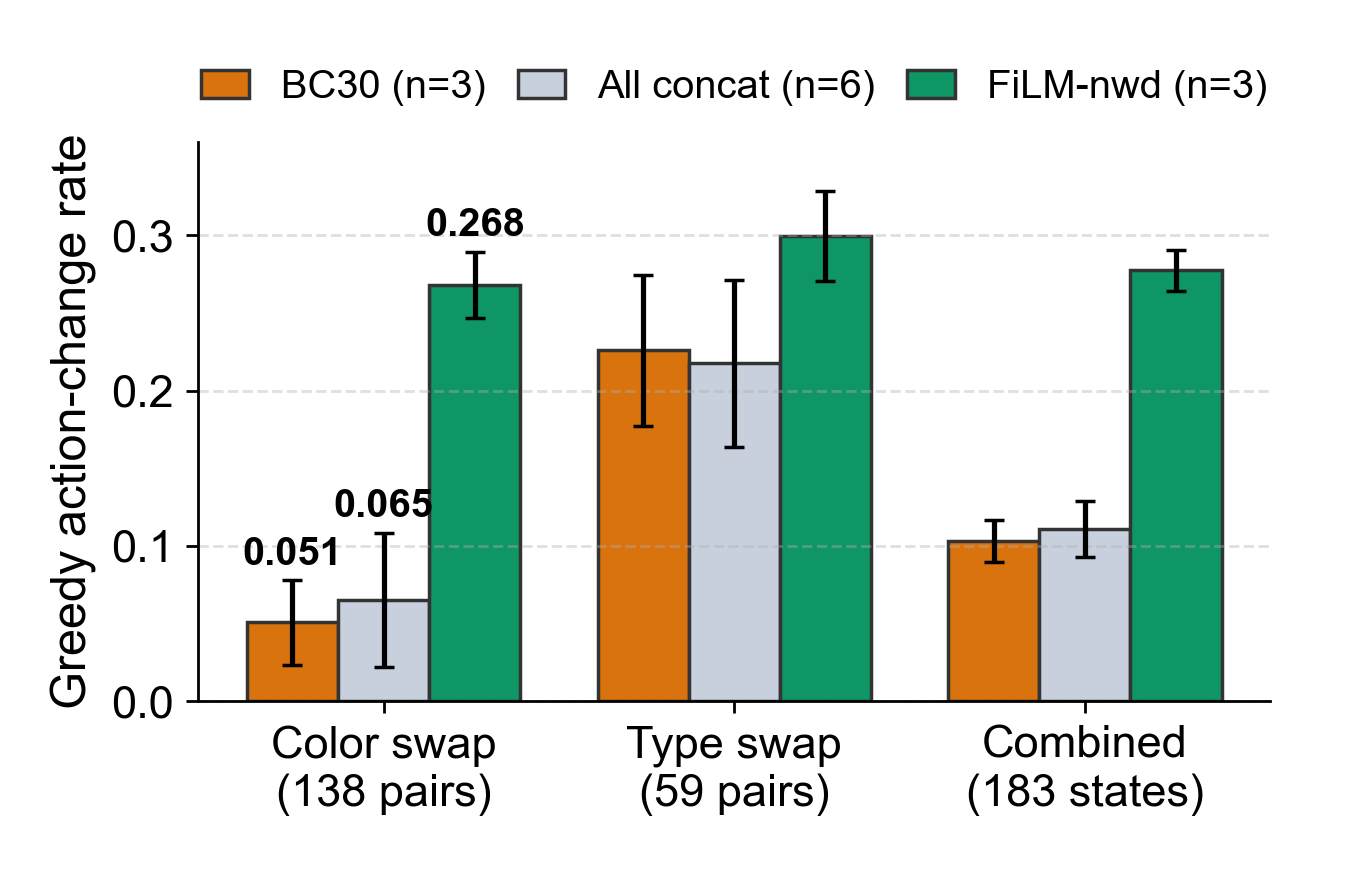 BC30 (n=3) All concat (n=6) FiLM-nwd (n=3)
Greedy action-change rate
0.3
0.2
0.1
0.0
0.051
0.065
0.268
Color swap
(138 pairs)
Type swap
(59 pairs)
Combined
(183 states)